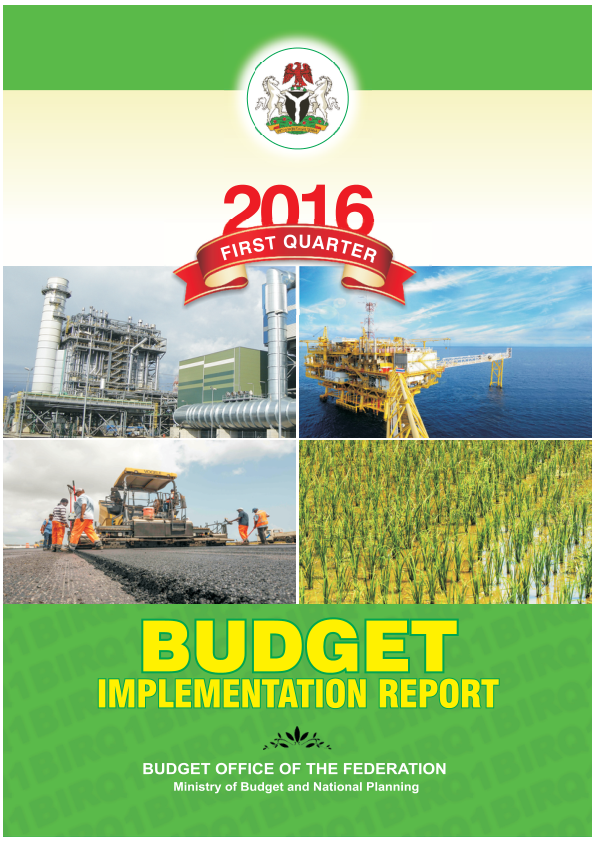 2016
FIRST QUARTER
BUDGET
IMPLEMENTATION REPORT
BUDGET OFFICE OF THE FEDERATION
Ministry of Budget and National Planning